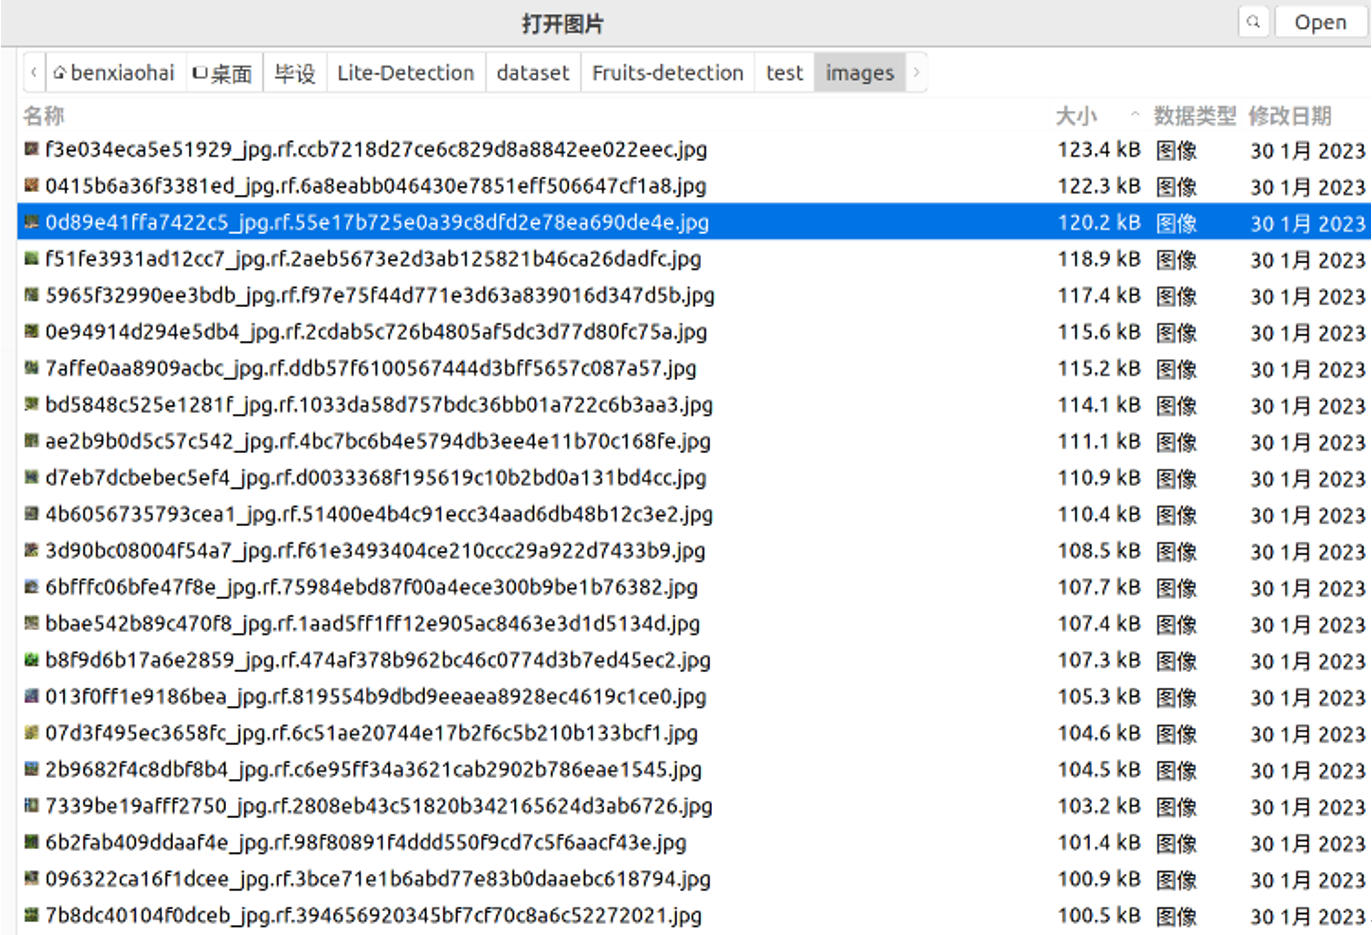 打开图片 Open
benxiaohai 桌面 毕设 Lite-Detection dataset Fruits-detection test images
名称 大小 数据类型 修改日期
f3e034eca5e51929_jpg.rf.ccb7218d27ce6c829d8a8842ee022eec.jpg 123.4 kB 图像 30 1月 2023
0415b6a36f3381ed_jpg.rf.6a8eabb046430e7851eff506647cf1a8.jpg 122.3 kB 图像 30 1月 2023
0d89e41ffa7422c5_jpg.rf.55e17b725e0a39c8dfd2e78ea690de4e.jpg 120.2 kB 图像 30 1月 2023
f51fe3931ad12cc7_jpg.rf.2aeb5673e2d3ab125821b46ca26dadfc.jpg 118.9 kB 图像 30 1月 2023
5965f32990ee3bdb_jpg.rf.f97e75f44d771e3d63a839016d347d5b.jpg 117.4 kB 图像 30 1月 2023
0e94914d294e5db4_jpg.rf.2cdab5c726b4805af5dc3d77d80fc75a.jpg 115.6 kB 图像 30 1月 2023
7affe0aa8909acbc_jpg.rf.ddb57f6100567444d3bff5657c087a57.jpg 115.2 kB 图像 30 1月 2023
bd5848c525e1281f_jpg.rf.1033da58d757bdc36bb01a722c6b3aa3.jpg 114.1 kB 图像 30 1月 2023
ae2b9b0d5c57c542_jpg.rf.4bc7bc6b4e5794db3ee4e11b70c168fe.jpg 111.1 kB 图像 30 1月 2023
d7eb7dcbebec5ef4_jpg.rf.d0033368f195619c10b2bd0a131bd4cc.jpg 110.9 kB 图像 30 1月 2023
4b6056735793cea1_jpg.rf.51400e4b4c91ecc34aad6db48b12c3e2.jpg 110.4 kB 图像 30 1月 2023
3d90bc08004f54a7_jpg.rf.f61e3493404ce210ccc29a922d7433b9.jpg 108.5 kB 图像 30 1月 2023
6bfffc06bfe47f8e_jpg.rf.75984ebd87f00a4ece300b9be1b76382.jpg 107.7 kB 图像 30 1月 2023
bbae542b89c470f8_jpg.rf.1aad5ff1ff12e905ac8463e3d1d5134d.jpg 107.4 kB 图像 30 1月 2023
b8f9d6b17a6e2859_jpg.rf.474af378b962bc46c0774d3b7ed45ec2.jpg 107.3 kB 图像 30 1月 2023
013f0ff1e9186bea_jpg.rf.819554b9dbd9eeaea8928ec4619c1ce0.jpg 105.3 kB 图像 30 1月 2023
07d3f495ec3658fc_jpg.rf.6c51ae20744e17b2f6c5b210b133bcf1.jpg 104.6 kB 图像 30 1月 2023
2b9682f4c8dbf8b4_jpg.rf.c6e95ff34a3621cab2902b786eae1545.jpg 104.5 kB 图像 30 1月 2023
7339be19afff2750_jpg.rf.2808eb43c51820b342165624d3ab6726.jpg 103.2 kB 图像 30 1月 2023
6b2fab409ddaaf4e_jpg.rf.98f80891f4ddd550f9cd7c5f6aacf43e.jpg 101.4 kB 图像 30 1月 2023
096322ca16f1dcee_jpg.rf.3bce71e1b6abd77e83b0daaebc618794.jpg 100.9 kB 图像 30 1月 2023
7b8dc40104f0dceb_jpg.rf.394656920345bf7cf70c8a6c52272021.jpg 100.5 kB 图像 30 1月 2023